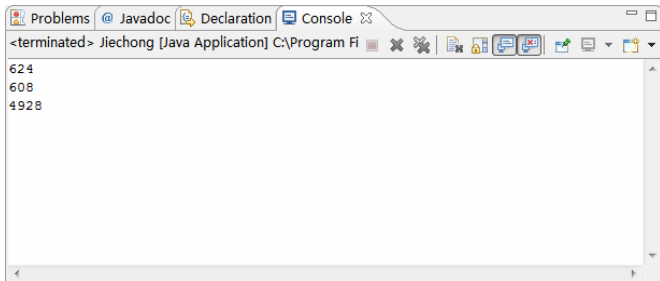 Problems @ Javadoc Declaration Console
<terminated> Jiechong [Java Application] C:\Program Fi
624
608
4928